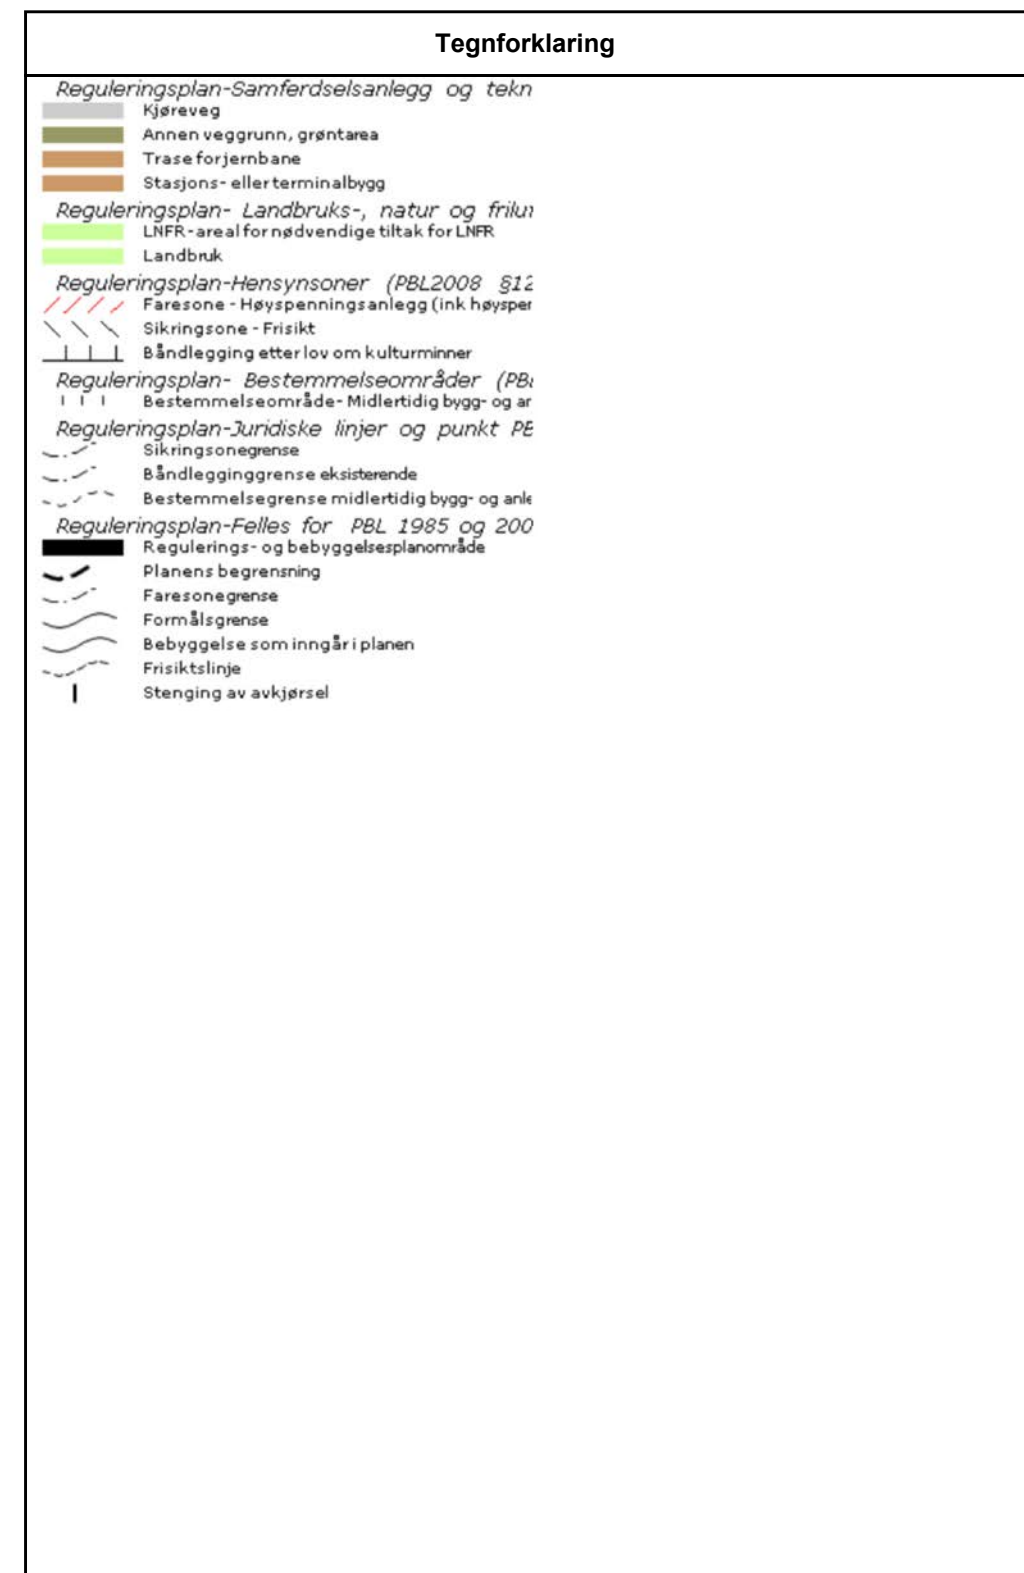 Tegnforklaring
Reguleringsplan-Samferdselsanlegg og tekn
Kjøreveg
Annen veggrunn, grøntarea
Trase for jernbane
Stasjons- eller terminalbygg
Reguleringsplan- Landbruks-, natur og frilu
LNFR-areal for nødvendige tiltak for LNFR
Landbruk
Reguleringsplan-Hensynsoner (PBL2008 §12
Faresone - Høyspenningsanlegg (ink høyspen
Sikringsone - Frisikt
Båndlegging etter lov om kulturminner
Reguleringsplan- Bestemmelseområder (PBL
Bestemmelseområde- Midlertidig bygg- og an
Reguleringsplan-Juridiske linjer og punkt PB
Sikringsonegrense
Båndlegginggrense eksisterende
Bestemmelsegrense midlertidig bygg- og anle
Reguleringsplan-Felles for PBL 1985 og 200
Regulerings- og bebyggelsesplanområde
Planens begrensning
Faresonegrense
Formålsgrense
Bebyggelse som inngår i planen
Frisiktslinje
Stenging av avkjørsel